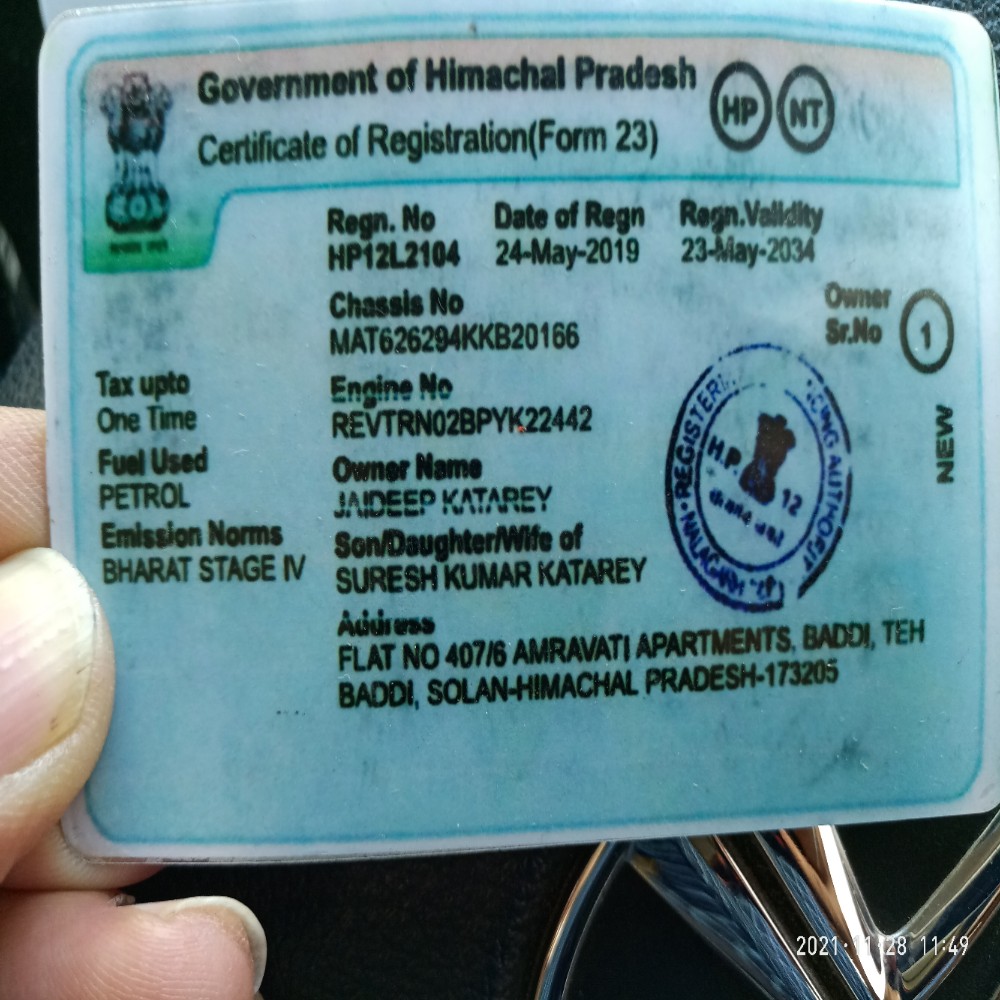 Government of Himachal Pradesh
HP NT
Certificate of Registration(Form 23)
Regn. No Date of Regn Regn.Validity
HP12L2104 24-May-2019 23-May-2034
Chassis No
MAT626294KKB20166
Owner
Sr.No 1
Tax upto
One Time
Engine No
REVTRN02BPYK22442
NEW
Fuel Used
PETROL
Owner Name
JAIDEEP KATAREY
Emission Norms
BHARAT STAGE IV
Son/Daughter/Wife of
SURESH KUMAR KATAREY
Address
FLAT NO 407/6 AMRAVATI APARTMENTS, BADDI, TEH
BADDI, SOLAN-HIMACHAL PRADESH-173205
H.P. 12
2021.11.28 11:49